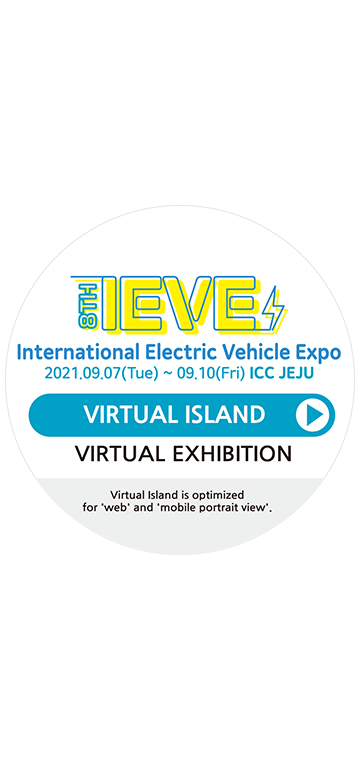 8TH IEVE
International Electric Vehicle Expo
2021.09.07(Tue) ~ 09.10(Fri) ICC JEJU
VIRTUAL ISLAND
VIRTUAL EXHIBITION
Virtual Island is optimized
for 'web' and 'mobile portrait view'.